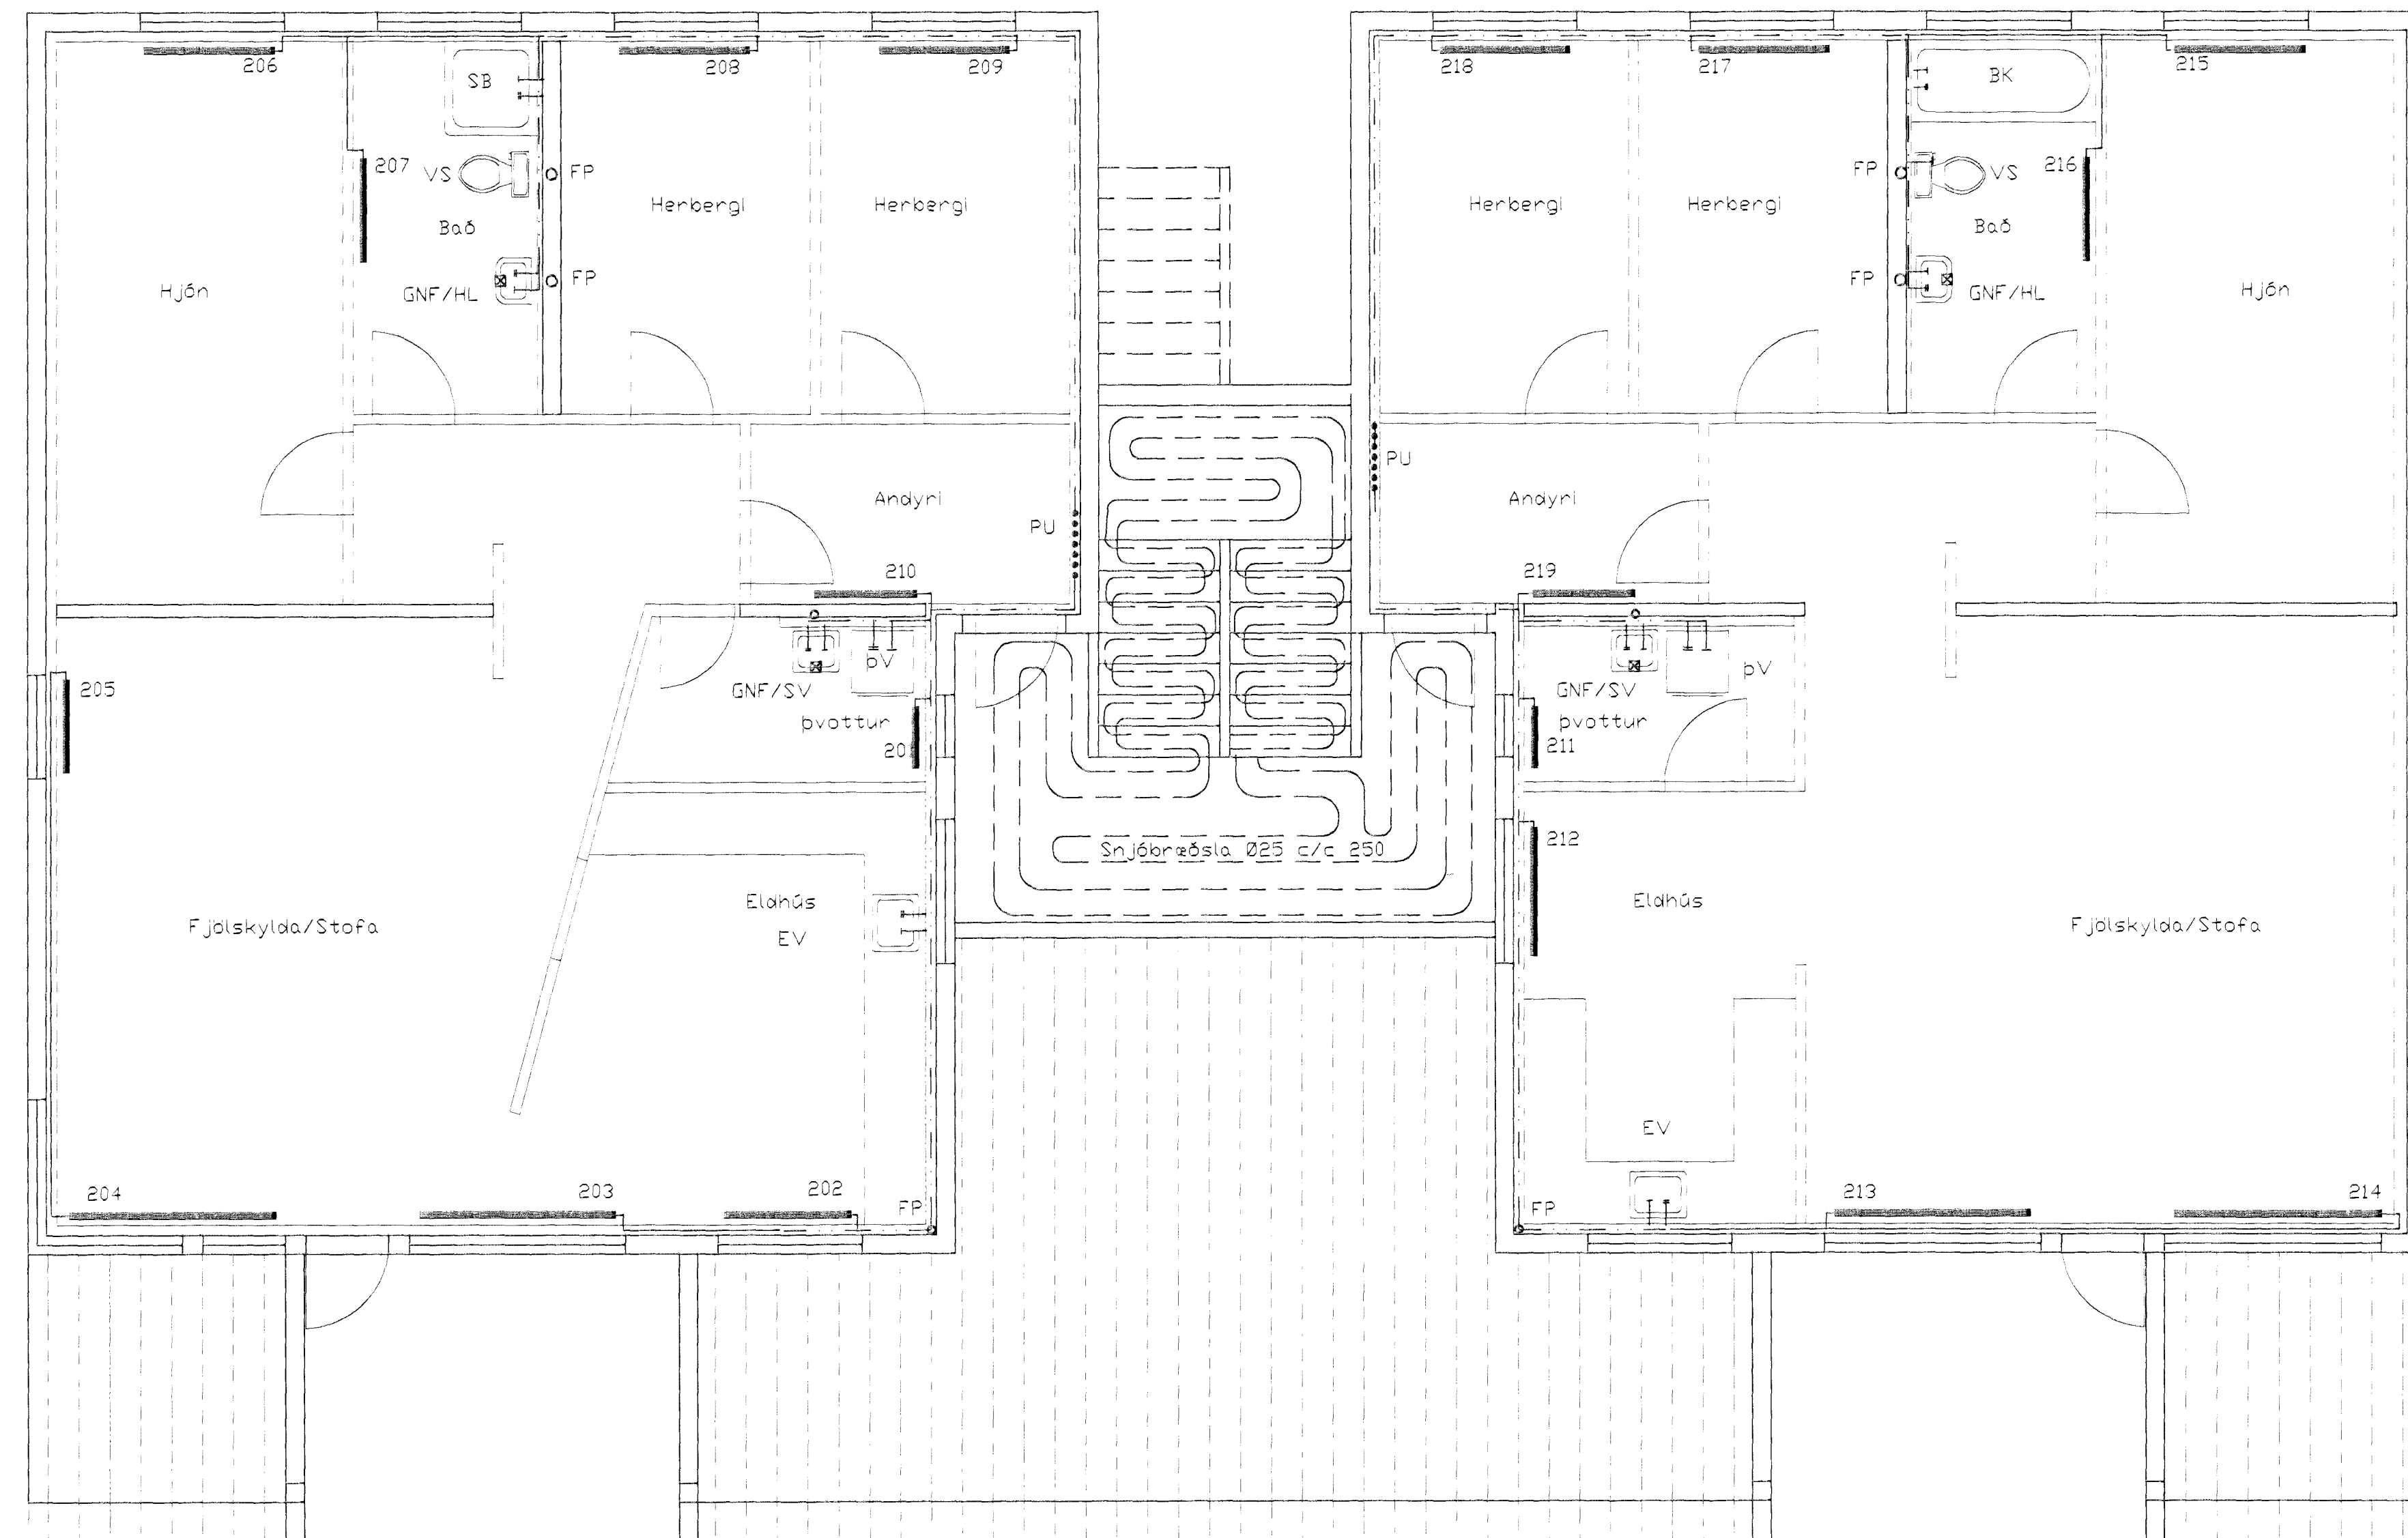 206
208
209
218
217
215
SB
BK
207
VS
FP
FP
VS
216
Herbergi
Herbergi
Herbergi
Herbergi
Bað
Bað
Hjón
GNF/HL
FP
FP
GNF/HL
Hjón
PU
Andyri
Andyri
PU
210
219
205
ÞV
ÞV
GNF/SV
GNF/SV
Þvottur
Þvottur
20
211
212
Snjóbræðsla Ø25 c/c 250
Eldhús
Eldhús
EV
Fjölskylda/Stofa
Fjölskylda/Stofa
EV
204
203
202
FP
FP
213
214